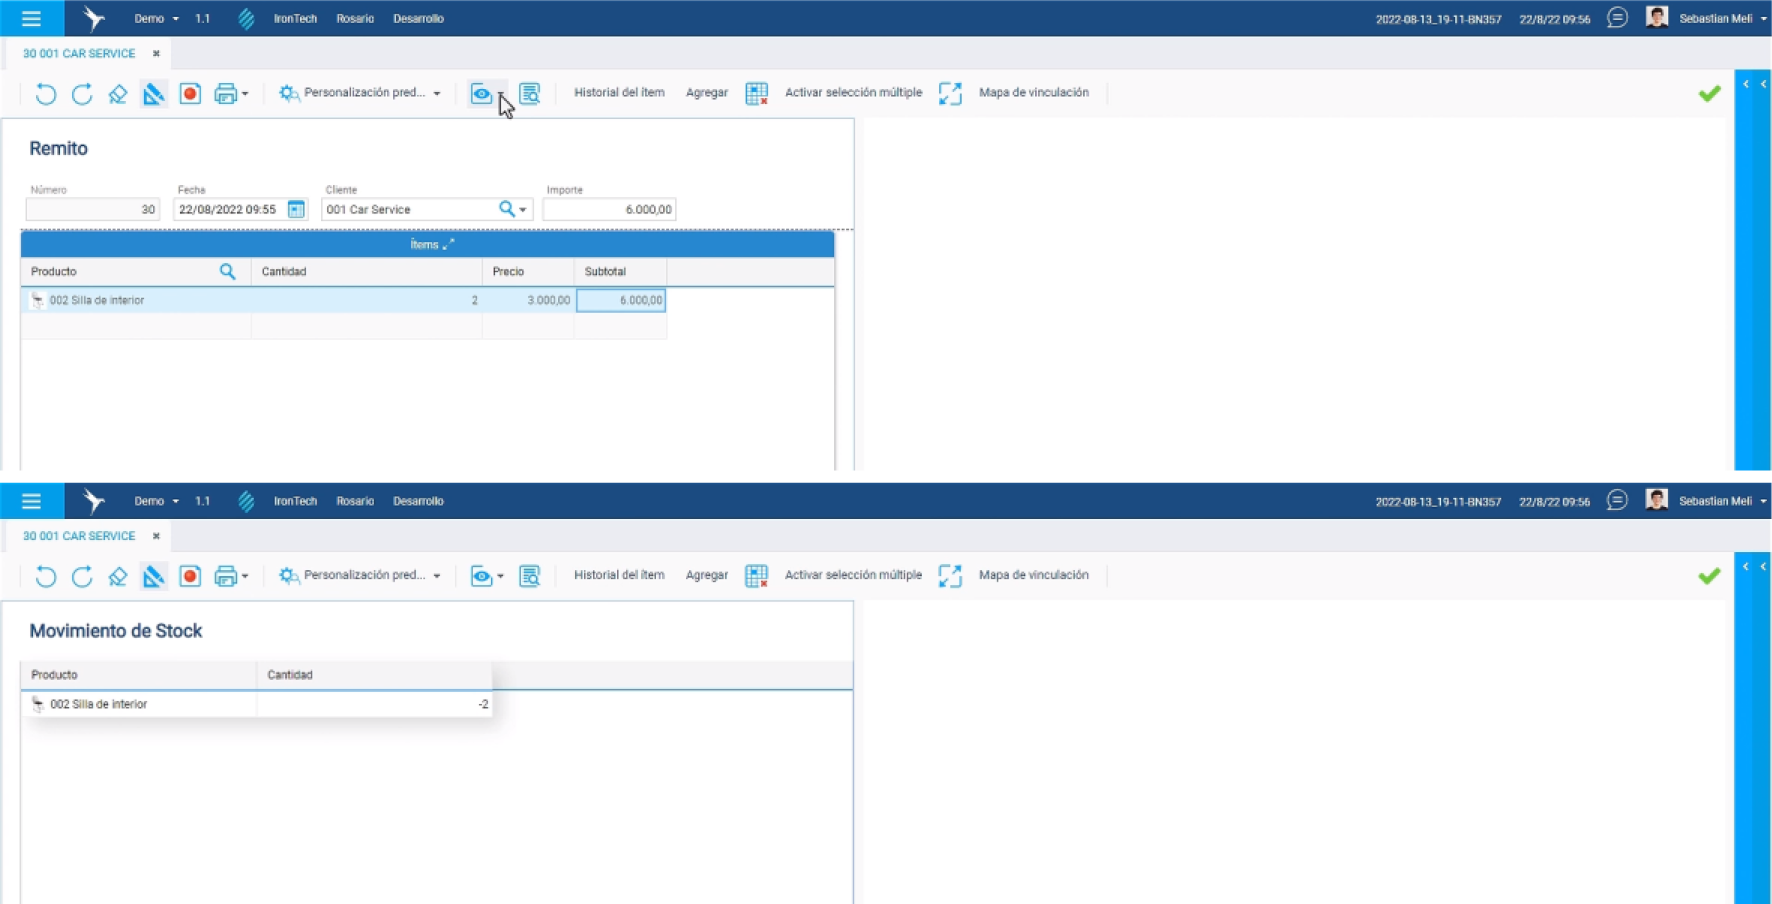 Demo 1.1 IronTech Rosario Desarrollo 2022-08-13_19-11-BN357 22/8/22 09:56 Sebastian Meli
30 001 CAR SERVICE
Personalización pred... Historial del ítem Agregar Activar selección múltiple Mapa de vinculación
Remito
Número Fecha Cliente Importe
30 22/08/2022 09:55 001 Car Service 6.000,00
Ítems
Producto Cantidad Precio Subtotal
002 Silla de interior 2 3.000,00 6.000,00
Demo 1.1 IronTech Rosario Desarrollo 2022-08-13_19-11-BN357 22/8/22 09:56 Sebastian Meli
30 001 CAR SERVICE
Personalización pred... Historial del ítem Agregar Activar selección múltiple Mapa de vinculación
Movimiento de Stock
Producto Cantidad
002 Silla de interior -2